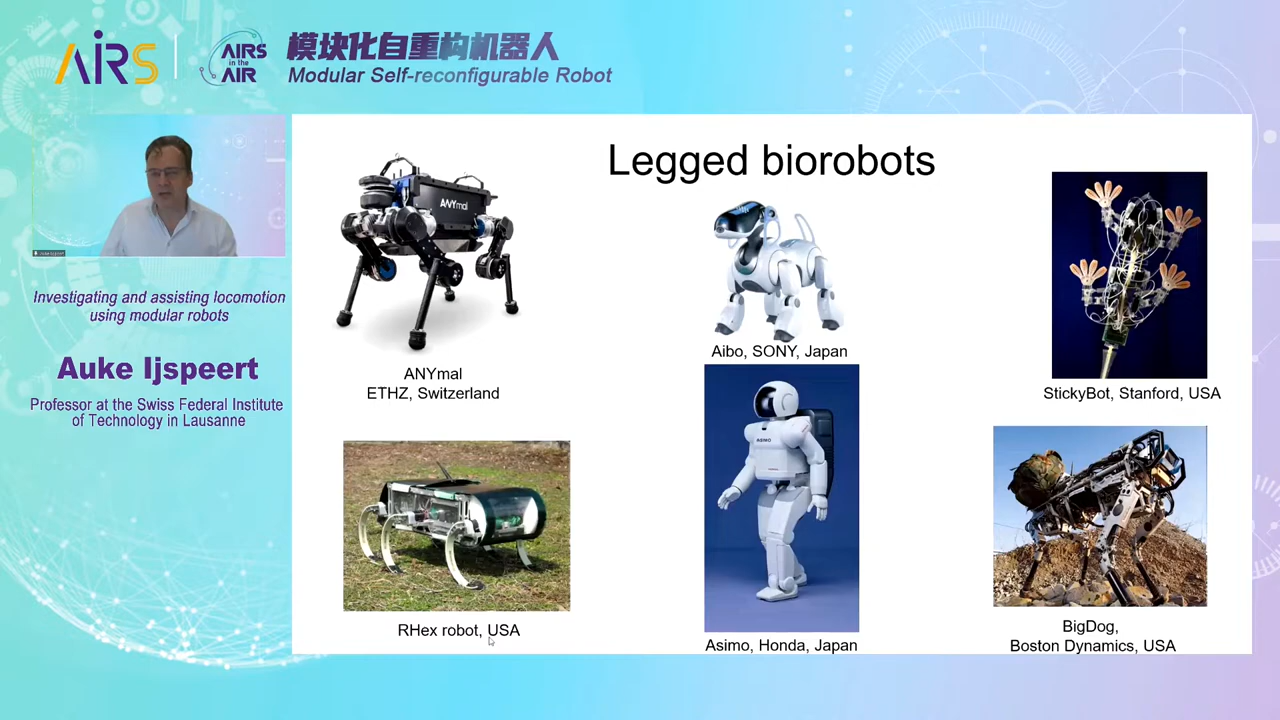 AIRS
AIRS
in the
AIR
模块化自重构机器人
Modular Self-reconfigurable Robot
Investigating and assisting locomotion
using modular robots
Auke Ijspeert
Professor at the Swiss Federal Institute
of Technology in Lausanne
Legged biorobots
ANYmal
ANYmal
ETHZ, Switzerland
Aibo, SONY, Japan
StickyBot, Stanford, USA
RHex robot, USA
ASIMO
Asimo, Honda, Japan
BigDog,
Boston Dynamics, USA